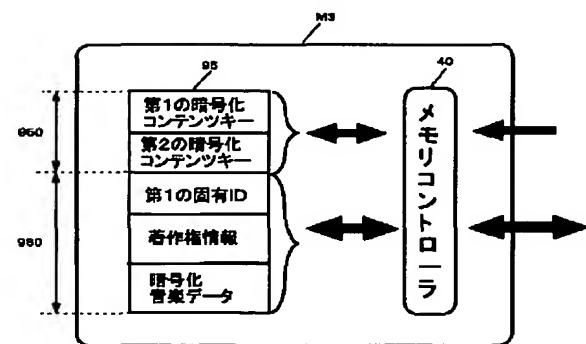 M3
95
40
950
第1の暗号化
コンテンツキー
第2の暗号化
コンテンツキー
980
第1の固有ID
著作権情報
暗号化
音楽データ
メモリコントローラ